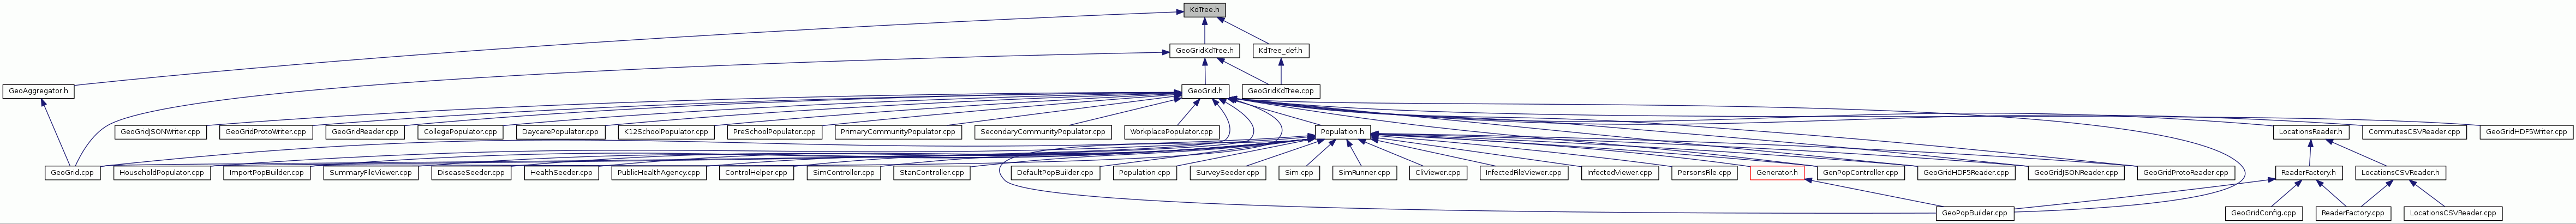 KdTree.h
GeoGridKdTree.h
KdTree_def.h
GeoAggregator.h
GeoGrid.h
GeoGridKdTree.cpp
GeoGridJSONWriter.cpp
GeoGridProtoWriter.cpp
GeoGridReader.cpp
CollegePopulator.cpp
DaycarePopulator.cpp
K12SchoolPopulator.cpp
PreSchoolPopulator.cpp
PrimaryCommunityPopulator.cpp
SecondaryCommunityPopulator.cpp
WorkplacePopulator.cpp
Population.h
LocationsReader.h
CommutesCSVReader.cpp
GeoGridHDF5Writer.cpp
GeoGrid.cpp
HouseholdPopulator.cpp
ImportPopBuilder.cpp
SummaryFileViewer.cpp
DiseaseSeeder.cpp
HealthSeeder.cpp
PublicHealthAgency.cpp
ControlHelper.cpp
SimController.cpp
StanController.cpp
DefaultPopBuilder.cpp
Population.cpp
SurveySeeder.cpp
Sim.cpp
SimRunner.cpp
CliViewer.cpp
InfectedFileViewer.cpp
InfectedViewer.cpp
PersonsFile.cpp
Generator.h
GenPopController.cpp
GeoGridHDF5Reader.cpp
GeoGridJSONReader.cpp
GeoGridProtoReader.cpp
ReaderFactory.h
LocationsCSVReader.h
GeoPopBuilder.cpp
GeoGridConfig.cpp
ReaderFactory.cpp
LocationsCSVReader.cpp